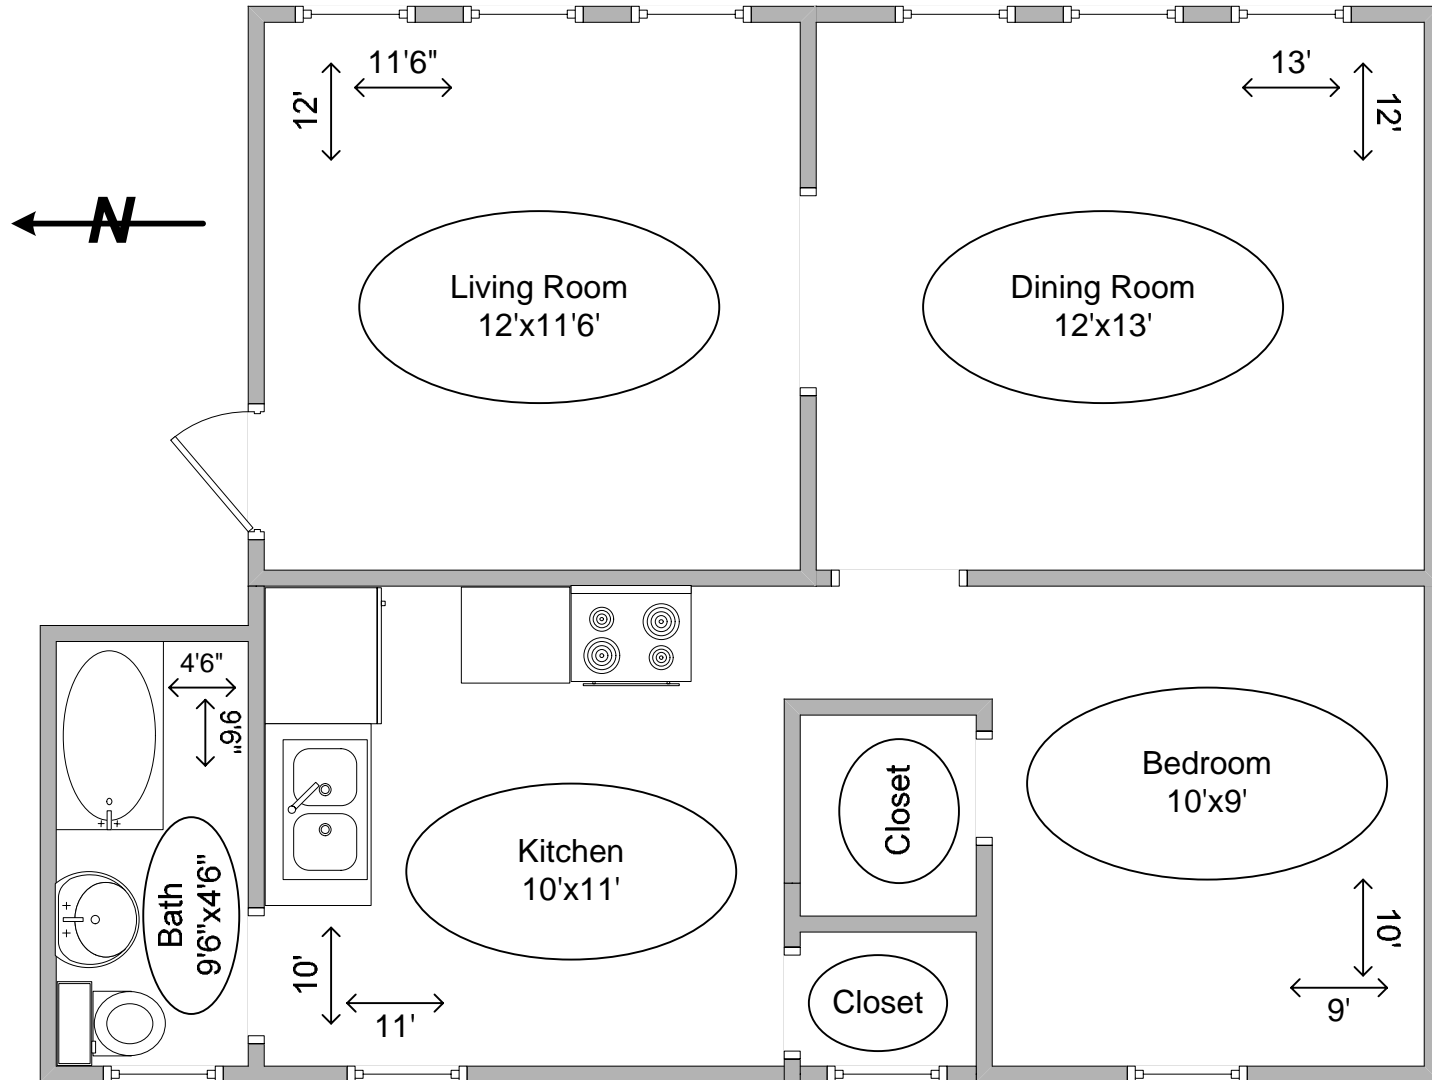 11'6"
12'
13'
12'
N
Living Room
12'x11'6'
Dining Room
12'x13'
4'6"
9'6"
Bedroom
10'x9'
Closet
Kitchen
10'x11'
Bath
9'6"x4'6"
10'
11'
Closet
10'
9'